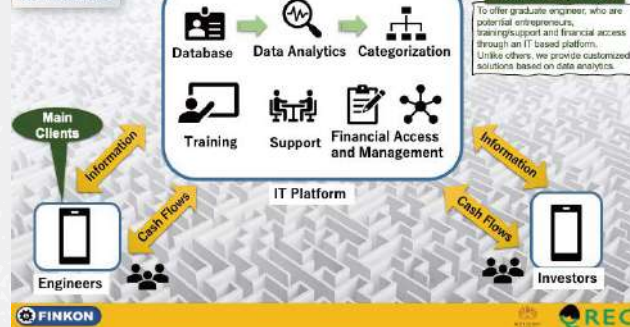 To offer graduate engineer, who are
potential entrepreneurs,
training/support and financial access
through an IT based platform.
Unlike others, we provide customized
solutions based on data analytics.
Database
Data Analytics
Categorization
Training
Support
Financial Access
and Management
IT Platform
Main
Clients
Information
Cash Flows
Engineers
Information
Cash Flows
Investors
FINKON